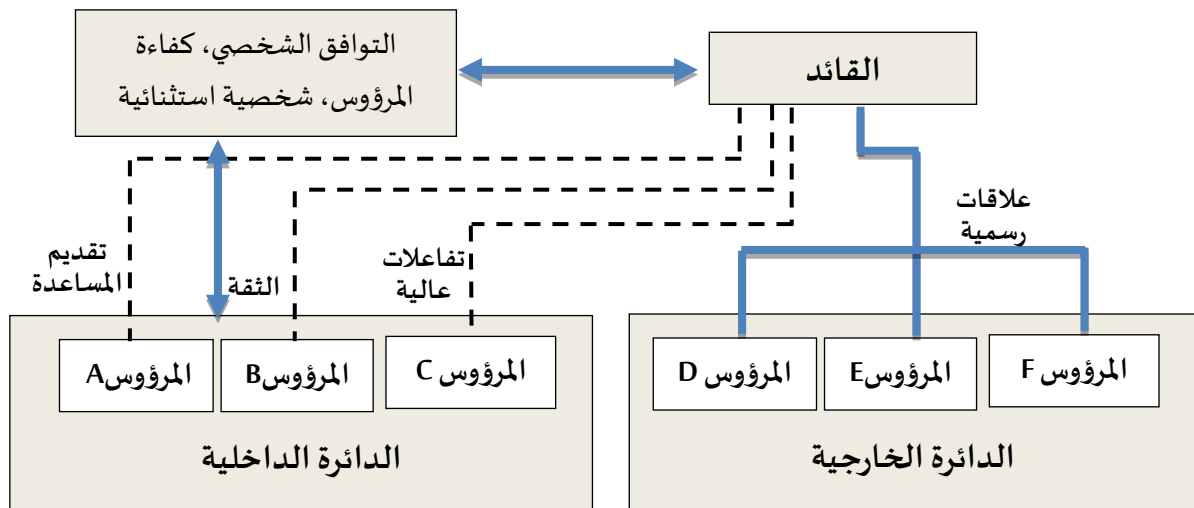 القائد
التوافق الشخصي، كفاءة
المرؤوس، شخصية استثنائية
علاقات
رسمية
تفاعلات
عالية
الثقة
تقديم
المساعدة
المرؤوس F
المرؤوسE
المرؤوس D
المرؤوس C
المرؤوسB
المرؤوسA
الدائرة الخارجية
الدائرة الداخلية